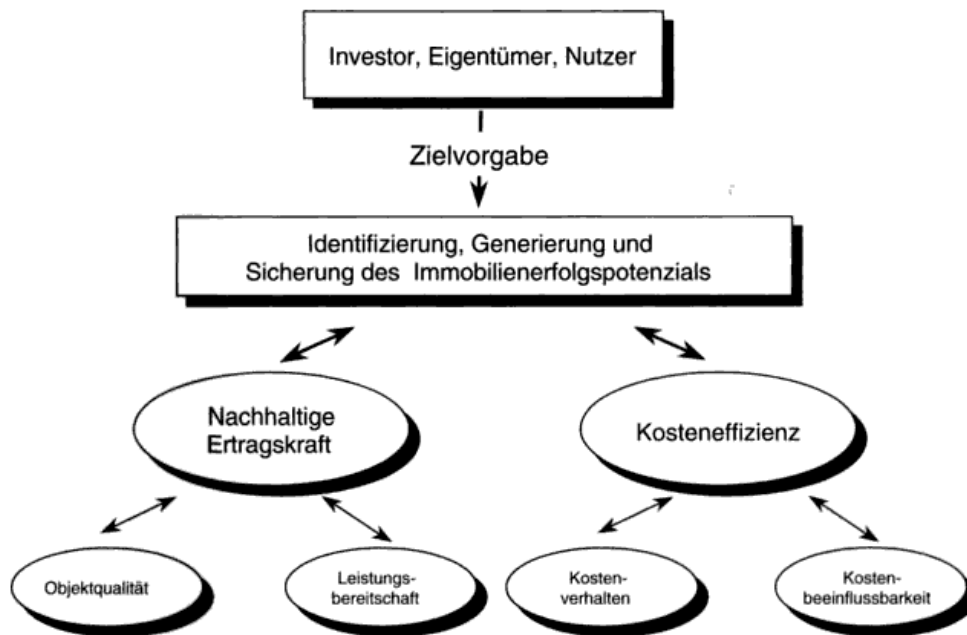 Investor, Eigentümer, Nutzer
Zielvorgabe
Identifizierung, Generierung und
Sicherung des Immobilienerfolgspotenzials
Nachhaltige
Ertragskraft
Kosteneffizienz
Objektqualität
Leistungs-
bereitschaft
Kosten-
verhalten
Kosten-
beeinflussbarkeit